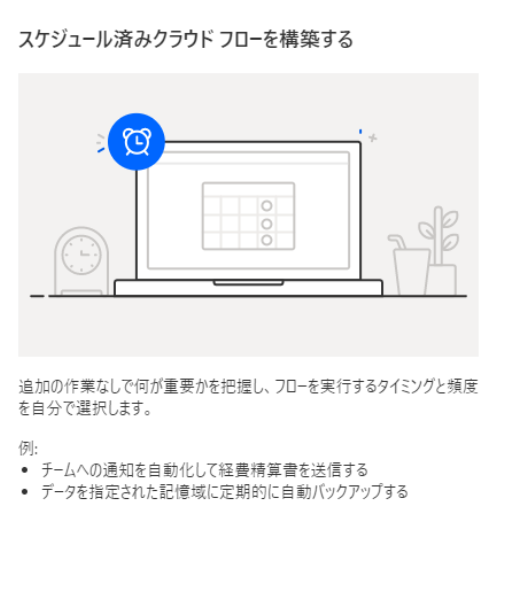 スケジュール済みクラウド フローを構築する
追加の作業なしで何が重要かを把握し、フローを実行するタイミングと頻度
を自分で選択します。
例:
• チームへの通知を自動化して経費精算書を送信する
• データを指定された記憶域に定期的に自動バックアップする